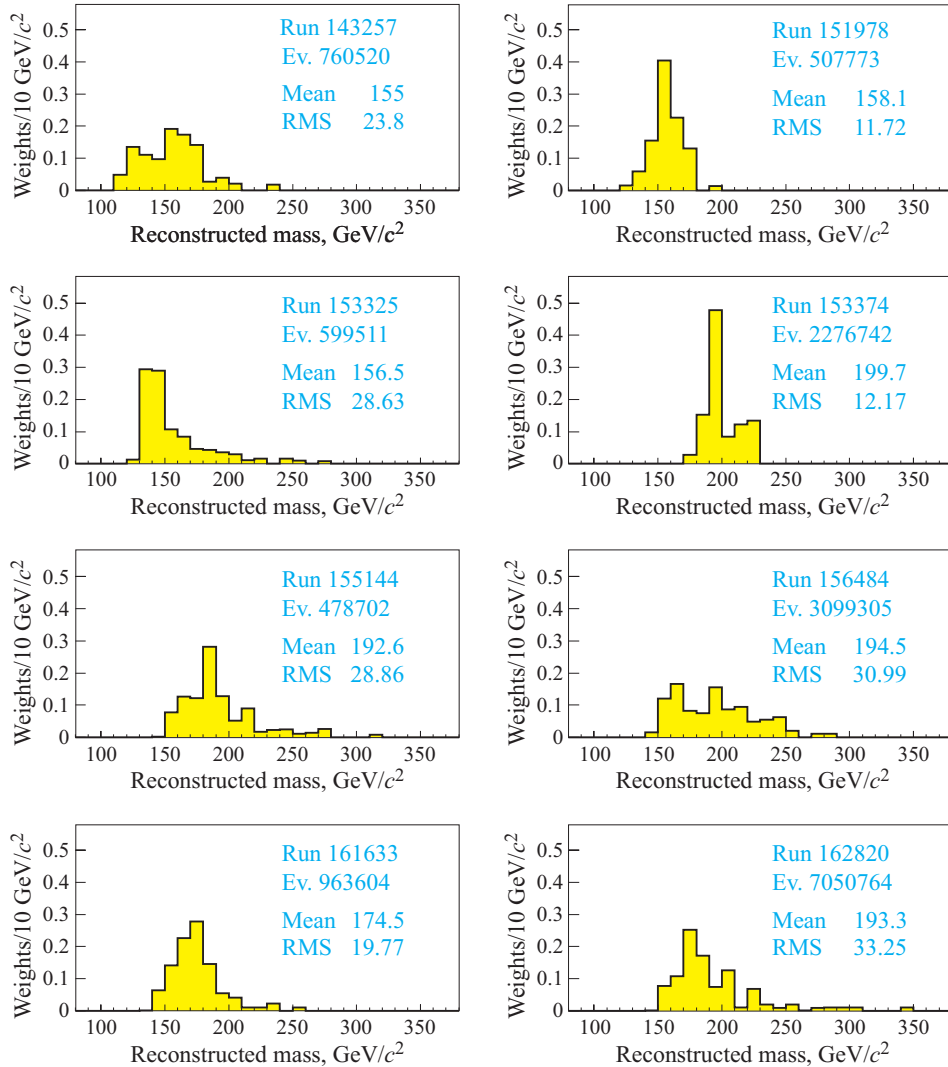 Weights/10 GeV/c²
0.5
0.4
0.3
0.2
0.1
0
Run 143257
Ev. 760520
Mean 155
RMS 23.8
100 150 200 250 300 350
Reconstructed mass, GeV/c²
Weights/10 GeV/c²
0.5
0.4
0.3
0.2
0.1
0
Run 151978
Ev. 507773
Mean 158.1
RMS 11.72
100 150 200 250 300 350
Reconstructed mass, GeV/c²
Weights/10 GeV/c²
0.5
0.4
0.3
0.2
0.1
0
Run 153325
Ev. 599511
Mean 156.5
RMS 28.63
100 150 200 250 300 350
Reconstructed mass, GeV/c²
Weights/10 GeV/c²
0.5
0.4
0.3
0.2
0.1
0
Run 153374
Ev. 2276742
Mean 199.7
RMS 12.17
100 150 200 250 300 350
Reconstructed mass, GeV/c²
Weights/10 GeV/c²
0.5
0.4
0.3
0.2
0.1
0
Run 155144
Ev. 478702
Mean 192.6
RMS 28.86
100 150 200 250 300 350
Reconstructed mass, GeV/c²
Weights/10 GeV/c²
0.5
0.4
0.3
0.2
0.1
0
Run 156484
Ev. 3099305
Mean 194.5
RMS 30.99
100 150 200 250 300 350
Reconstructed mass, GeV/c²
Weights/10 GeV/c²
0.5
0.4
0.3
0.2
0.1
0
Run 161633
Ev. 963604
Mean 174.5
RMS 19.77
100 150 200 250 300 350
Reconstructed mass, GeV/c²
Weights/10 GeV/c²
0.5
0.4
0.3
0.2
0.1
0
Run 162820
Ev. 7050764
Mean 193.3
RMS 33.25
100 150 200 250 300 350
Reconstructed mass, GeV/c²